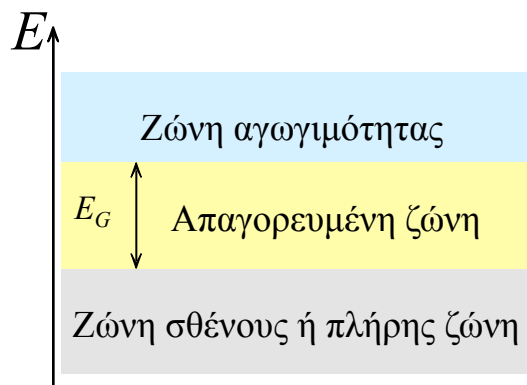 E
Ζώνη αγωγιμότητας
E_G
Απαγορευμένη ζώνη
Ζώνη σθένους ή πλήρης ζώνη